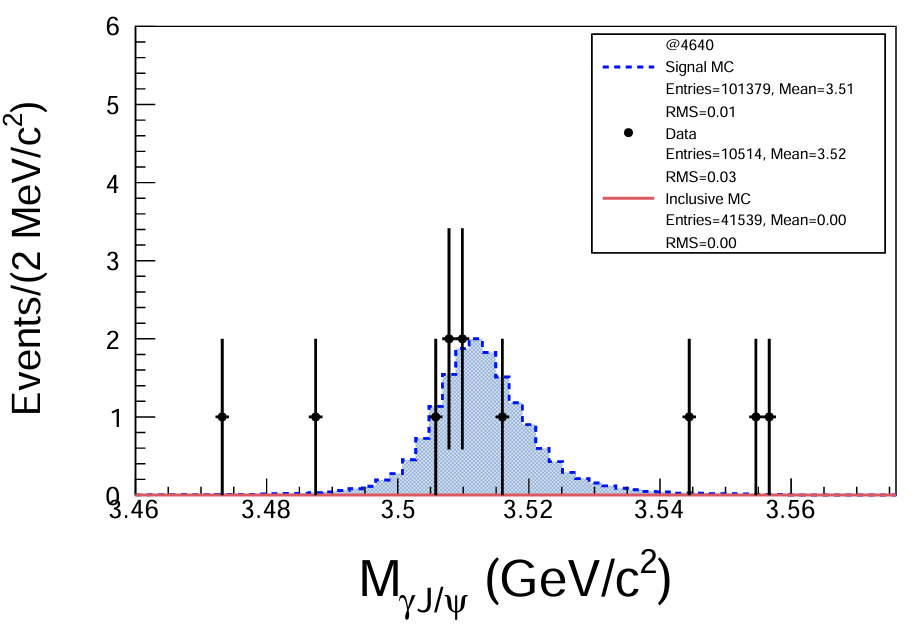 @4640
Signal MC
Entries=101379, Mean=3.51
RMS=0.01
Data
Entries=10514, Mean=3.52
RMS=0.03
Inclusive MC
Entries=41539, Mean=0.00
RMS=0.00
Events/(2 MeV/c²)
6
5
4
3
2
1
0
3.46 3.48 3.5 3.52 3.54 3.56
M_γJ/ψ (GeV/c²)